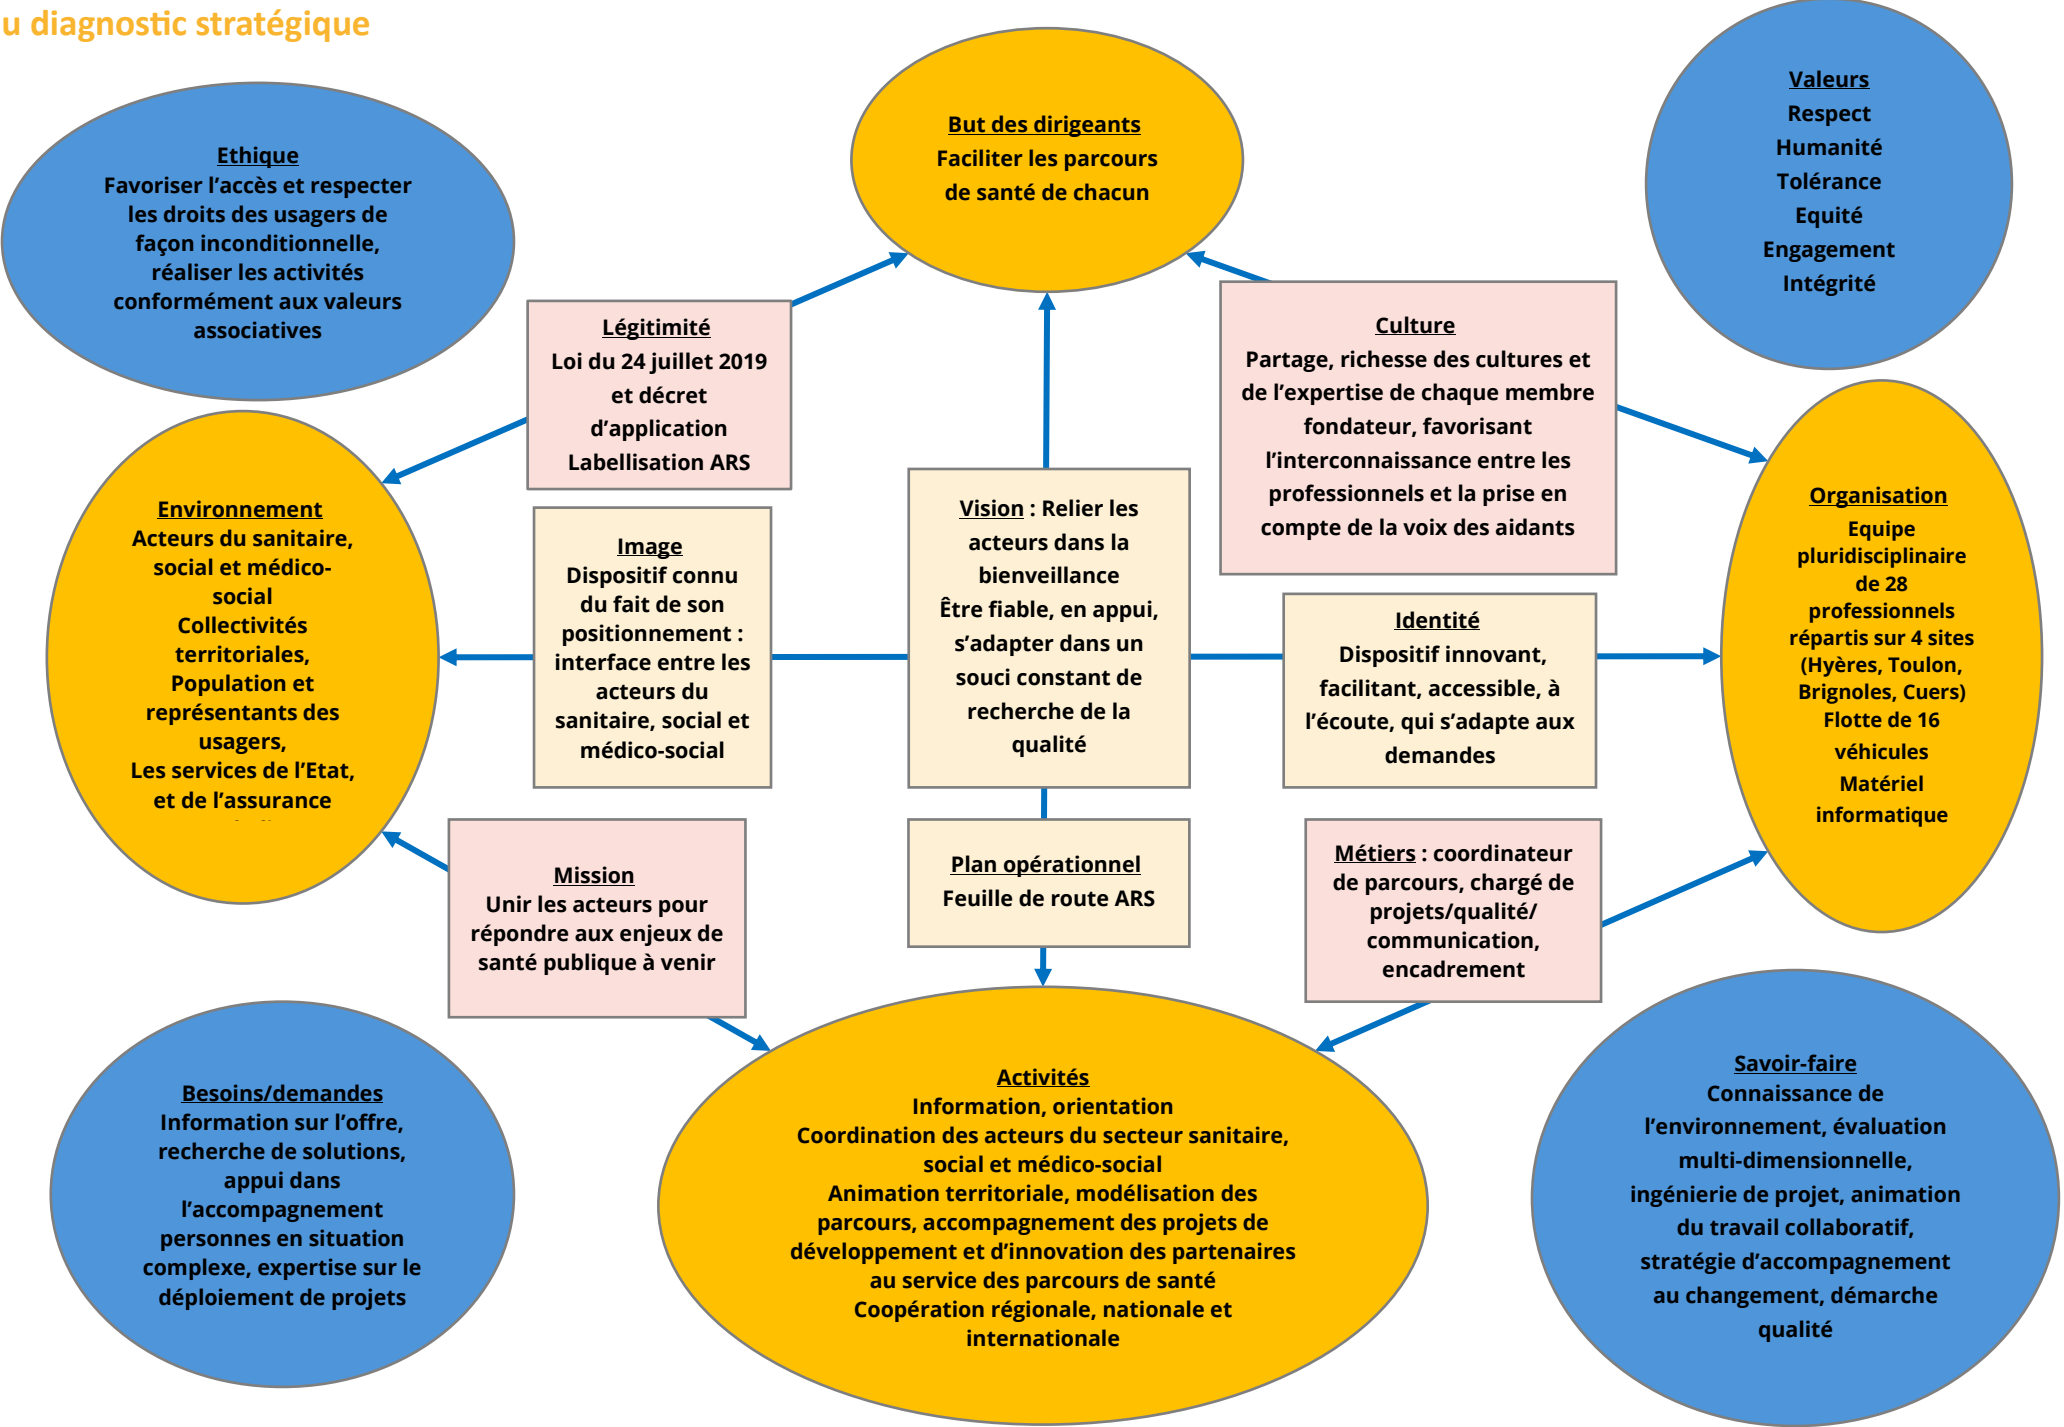 u diagnostic stratégique
Ethique
Favoriser l’accès et respecter
les droits des usagers de
façon inconditionnelle,
réaliser les activités
conformément aux valeurs
associatives
But des dirigeants
Faciliter les parcours
de santé de chacun
Valeurs
Respect
Humanité
Tolérance
Equité
Engagement
Intégrité
Légitimité
Loi du 24 juillet 2019
et décret
d’application
Labellisation ARS
Culture
Partage, richesse des cultures et
de l’expertise de chaque membre
fondateur, favorisant
l’interconnaissance entre les
professionnels et la prise en
compte de la voix des aidants
Environnement
Acteurs du sanitaire,
social et médico-
social
Collectivités
territoriales,
Population et
représentants des
usagers,
Les services de l’Etat,
et de l’assurance
Image
Dispositif connu
du fait de son
positionnement :
interface entre les
acteurs du
sanitaire, social et
médico-social
Vision : Relier les
acteurs dans la
bienveillance
Être fiable, en appui,
s’adapter dans un
souci constant de
recherche de la
qualité
Identité
Dispositif innovant,
facilitant, accessible, à
l’écoute, qui s’adapte aux
demandes
Organisation
Equipe
pluridisciplinaire
de 28
professionnels
répartis sur 4 sites
(Hyères, Toulon,
Brignoles, Cuers)
Flotte de 16
véhicules
Matériel
informatique
Mission
Unir les acteurs pour
répondre aux enjeux de
santé publique à venir
Plan opérationnel
Feuille de route ARS
Métiers : coordinateur
de parcours, chargé de
projets/qualité/
communication,
encadrement
Besoins/demandes
Information sur l’offre,
recherche de solutions,
appui dans
l’accompagnement
personnes en situation
complexe, expertise sur le
déploiement de projets
Activités
Information, orientation
Coordination des acteurs du secteur sanitaire,
social et médico-social
Animation territoriale, modélisation des
parcours, accompagnement des projets de
développement et d’innovation des partenaires
au service des parcours de santé
Coopération régionale, nationale et
internationale
Savoir-faire
Connaissance de
l’environnement, évaluation
multi-dimensionnelle,
ingénierie de projet, animation
du travail collaboratif,
stratégie d’accompagnement
au changement, démarche
qualité